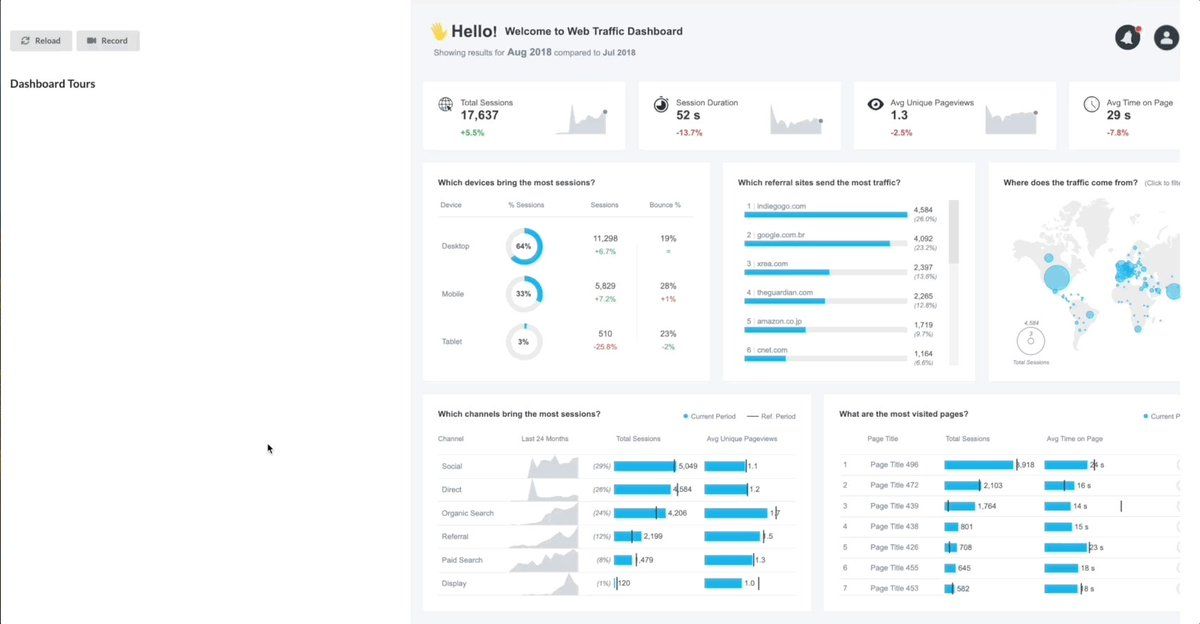 Reload
Record
Dashboard Tours
Hello! Welcome to Web Traffic Dashboard
Showing results for Aug 2018 compared to Jul 2018
Total Sessions
17,637
+5.5%
Session Duration
52 s
-13.7%
Avg Unique Pageviews
1.3
-2.5%
Avg Time on Page
29 s
-7.8%
Which devices bring the most sessions?
Device % Sessions Sessions Bounce %
Desktop 64% 11,298 19%
+6.7% =
Mobile 33% 5,829 28%
+7.2% +1%
Tablet 3% 510 23%
-25.6% -2%
Which referral sites send the most traffic?
1 indiegogo.com 4,584
(26.0%)
2 google.com.br 4,092
(23.2%)
3 xrea.com 2,397
(13.6%)
4 theguardian.com 2,265
(12.8%)
5 amazon.co.jp 1,719
(9.7%)
6 cnet.com 1,164
(6.6%)
Where does the traffic come from? (Click to
4,584
3
Total Sessions
Which channels bring the most sessions?
Current Period Ref. Period
Channel Last 24 Months Total Sessions Avg Unique Pageviews
Social (29%) 5,049 1.1
Direct (26%) 4,584 1.2
Organic Search (24%) 4,206 1.7
Referral (12%) 2,199 1.5
Paid Search (8%) 1,479 1.3
Display (1%) 120 1.0
What are the most visited pages?
Current P
Page Title Total Sessions Avg Time on Page
1 Page Title 496 3,918 24 s
2 Page Title 472 2,103 16 s
3 Page Title 439 1,764 14 s
4 Page Title 438 801 15 s
5 Page Title 426 708 23 s
6 Page Title 455 645 18 s
7 Page Title 453 582 18 s